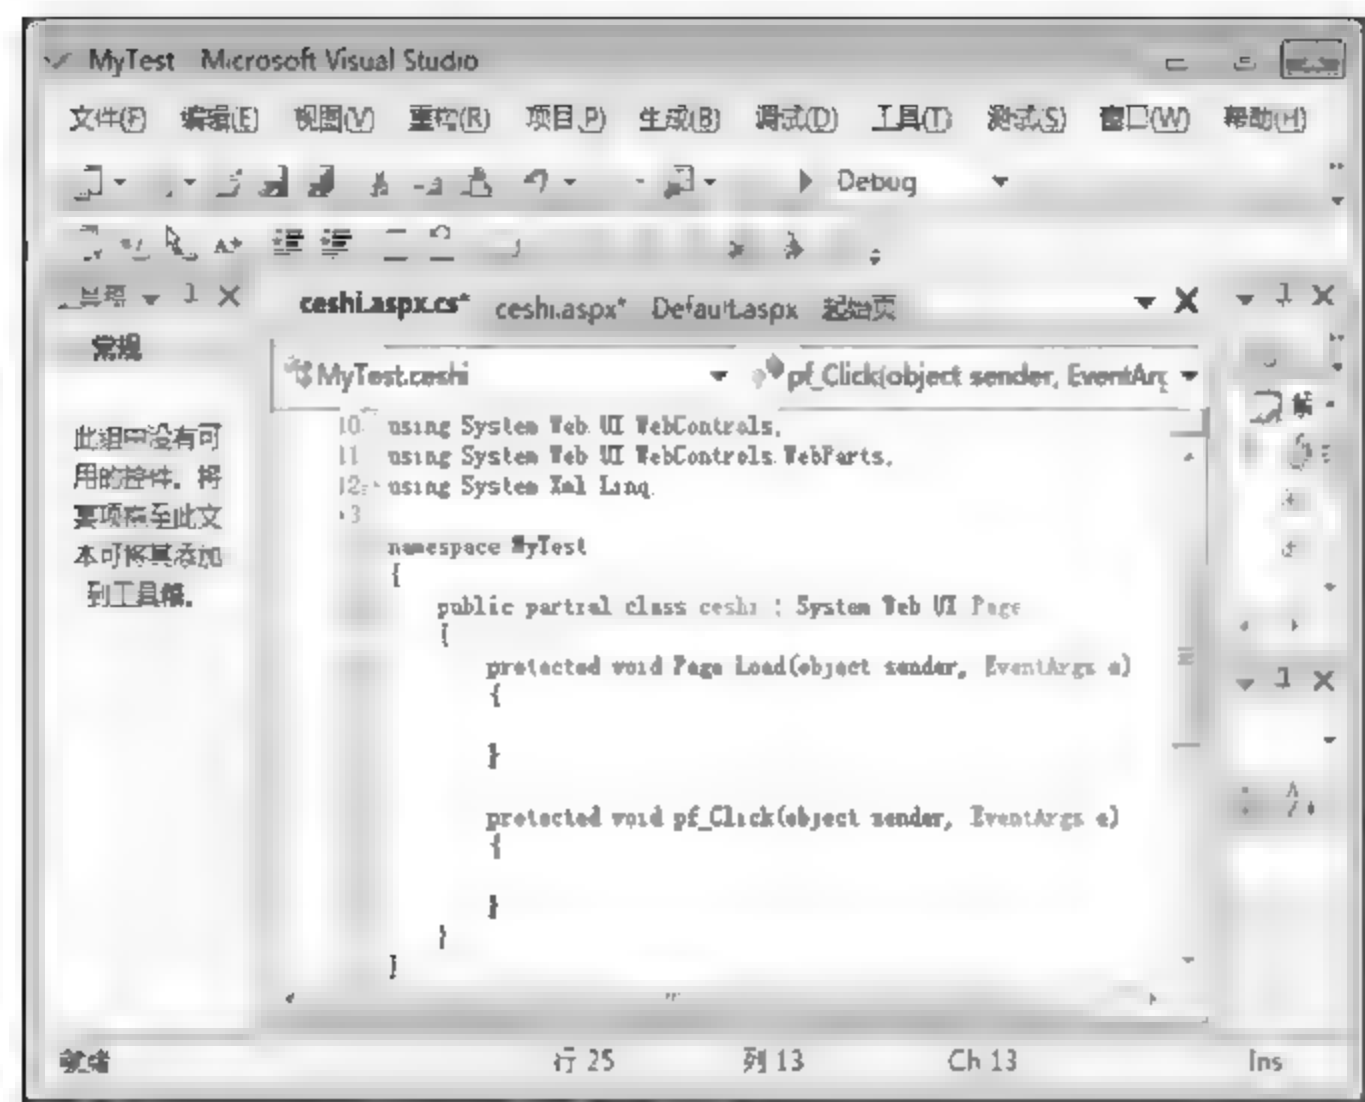 MyTest Microsoft Visual Studio
文件(F) 编辑(E) 视图(V) 重构(R) 项目(P) 生成(B) 调试(D) 工具(T) 测试(S) 窗口(W) 帮助(H)
Debug
ceshi.aspx.cs* ceshi.aspx* Default.aspx 起始页
常规
MyTest.ceshi pf_Click(object sender, EventArg
此组中没有可
用的控件。将
某项拖至此文
本可将其添加
到工具箱。
10 using System.Web.UI.WebControls;
11 using System.Web.UI.WebControls.WebParts;
12 using System.Xml.Linq;
13
namespace MyTest
{
public partial class ceshi : System.Web.UI.Page
{
protected void Page_Load(object sender, EventArgs e)
{
}
protected void pf_Click(object sender, EventArgs e)
{
}
}
}
就绪 行 25 列 13 Ch 13 Ins